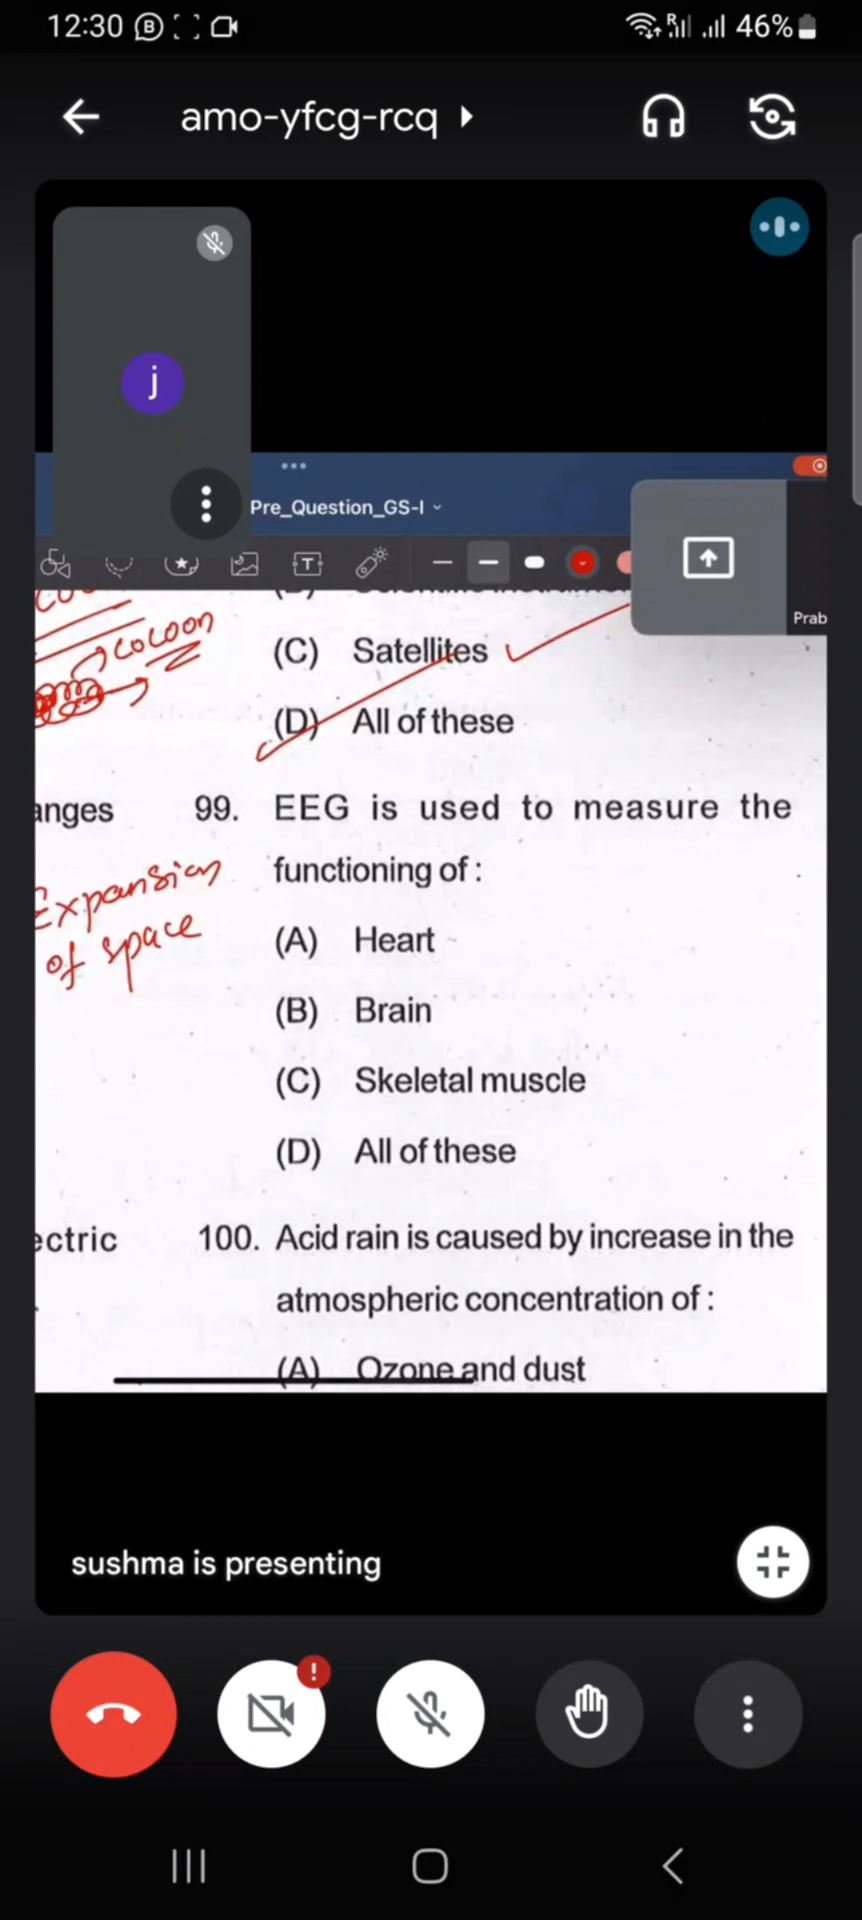 12:30
46%
amo-yfcg-rcq
j
Pre_Question_GS-I
Prab
cocoon
(C) Satellites
(D) All of these
anges
99. EEG is used to measure the
functioning of :
Expansion
of space
(A) Heart
(B) Brain
(C) Skeletal muscle
(D) All of these
ectric
100. Acid rain is caused by increase in the
atmospheric concentration of :
(A) Ozone and dust
sushma is presenting